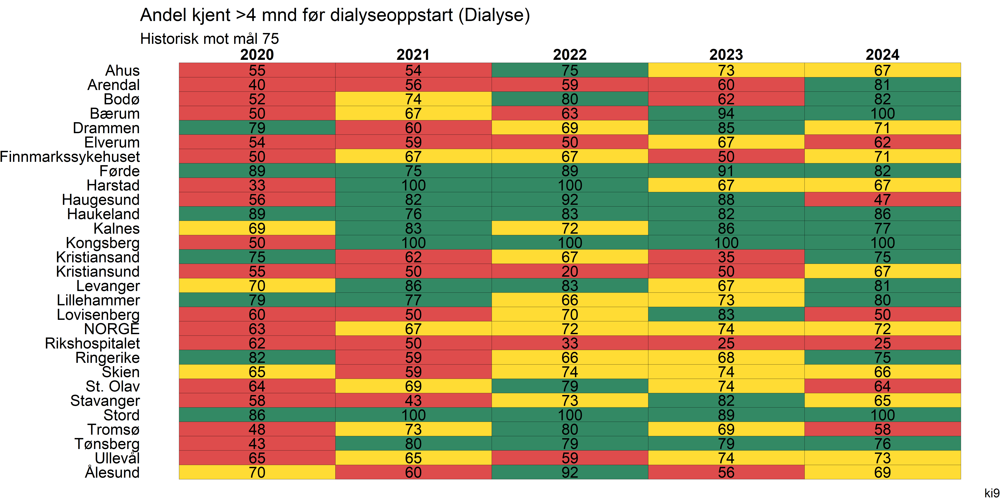 Andel kjent >4 mnd før dialyseoppstart (Dialyse)
Historisk mot mål 75
2020 2021 2022 2023 2024
Ahus 55 54 75 73 67
Arendal 40 56 59 60 81
Bodø 52 74 80 62 82
Bærum 50 67 63 94 100
Drammen 79 60 69 85 71
Elverum 54 59 50 67 62
Finnmarkssykehuset 50 67 67 50 71
Førde 89 75 89 91 82
Harstad 33 100 100 67 67
Haugesund 56 82 92 88 47
Haukeland 89 76 83 82 86
Kalnes 69 83 72 86 77
Kongsberg 50 100 100 100 100
Kristiansand 75 62 67 35 75
Kristiansund 55 50 20 50 67
Levanger 70 86 83 67 81
Lillehammer 79 77 66 73 80
Lovisenberg 60 50 70 83 50
NORGE 63 67 72 74 72
Rikshospitalet 62 50 33 25 25
Ringerike 82 59 66 68 75
Skien 65 59 74 74 66
St. Olav 64 69 79 74 64
Stavanger 58 43 73 82 65
Stord 86 100 100 89 100
Tromsø 48 73 80 69 58
Tønsberg 43 80 79 79 76
Ullevål 65 65 59 74 73
Ålesund 70 60 92 56 69
ki9